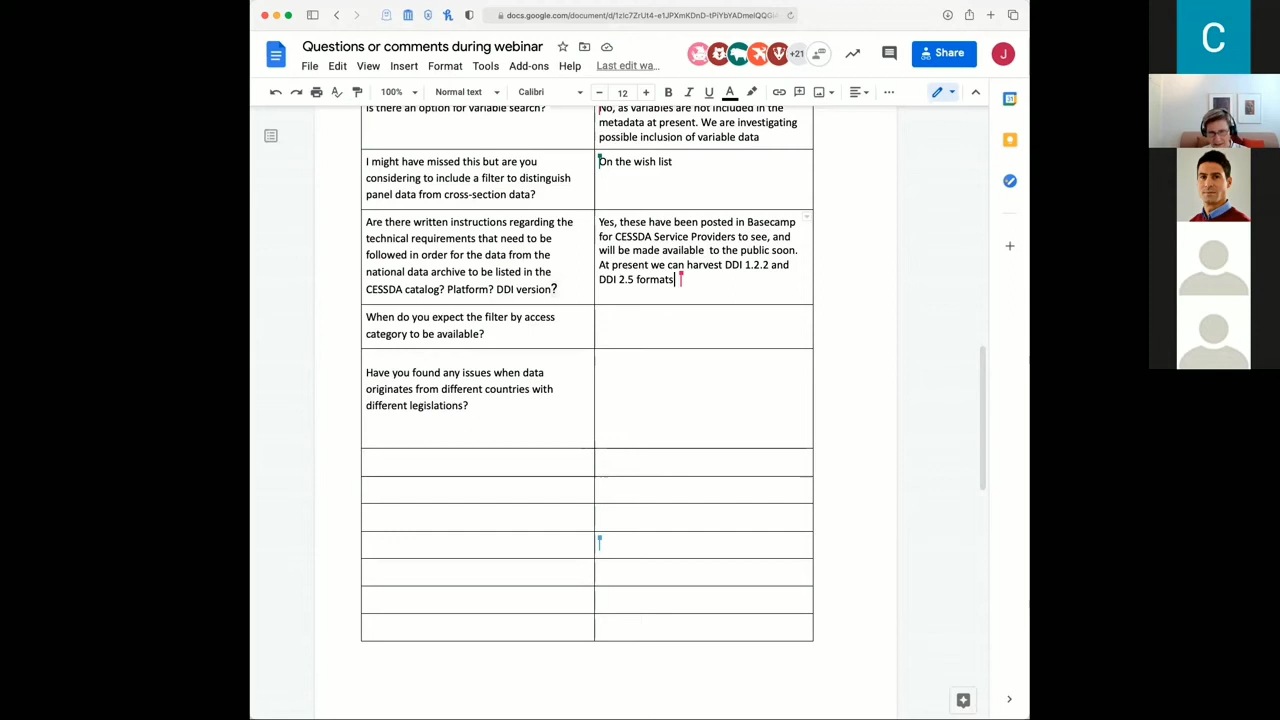 docs.google.com/document/d/1zIc7ZrUt4-e1JPXmKDnD-tPiYbYADmeIQQGi
Questions or comments during webinar
File Edit View Insert Format Tools Add-ons Help Last edit wa...
+21
Share
J
100% Normal text Calibri 12
Is there an option for variable search?
No, as variables are not included in the
metadata at present. We are investigating
possible inclusion of variable data
I might have missed this but are you
considering to include a filter to distinguish
panel data from cross-section data?
On the wish list
Are there written instructions regarding the
technical requirements that need to be
followed in order for the data from the
national data archive to be listed in the
CESSDA catalog? Platform? DDI version?
Yes, these have been posted in Basecamp
for CESSDA Service Providers to see, and
will be made available to the public soon.
At present we can harvest DDI 1.2.2 and
DDI 2.5 formats
When do you expect the filter by access
category to be available?
Have you found any issues when data
originates from different countries with
different legislations?
C